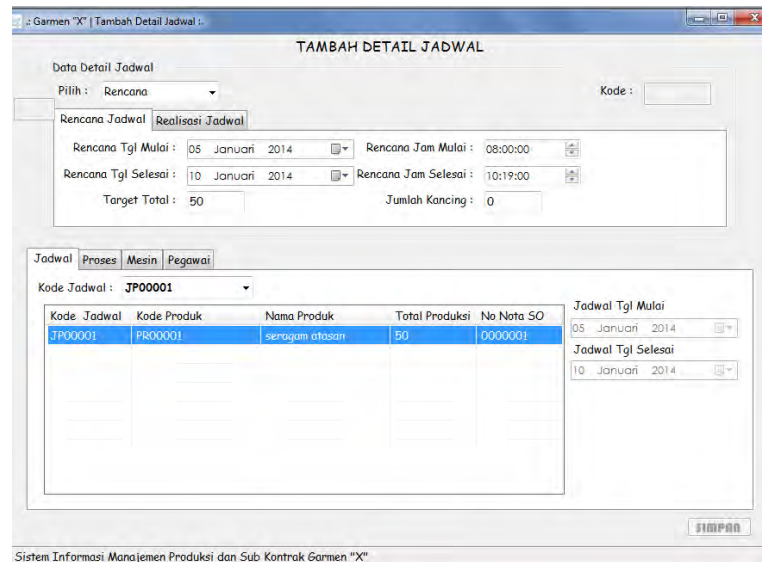 .: Garmen "X" | Tambah Detail Jadwal :.
TAMBAH DETAIL JADWAL
Data Detail Jadwal
Pilih : Rencana Kode :
Rencana Jadwal Realisasi Jadwal
Rencana Tgl Mulai : 05 Januari 2014 Rencana Jam Mulai : 08:00:00
Rencana Tgl Selesai : 10 Januari 2014 Rencana Jam Selesai : 10:19:00
Target Total : 50 Jumlah Kancing : 0
Jadwal Proses Mesin Pegawai
Kode Jadwal : JP00001
Kode Jadwal Kode Produk Nama Produk Total Produksi No Nota SO
JP00001 PR00001 seragam atasan 50 0000001
Jadwal Tgl Mulai
05 Januari 2014
Jadwal Tgl Selesai
10 Januari 2014
SIMPAN
Sistem Informasi Manajemen Produksi dan Sub Kontrak Garmen "X"